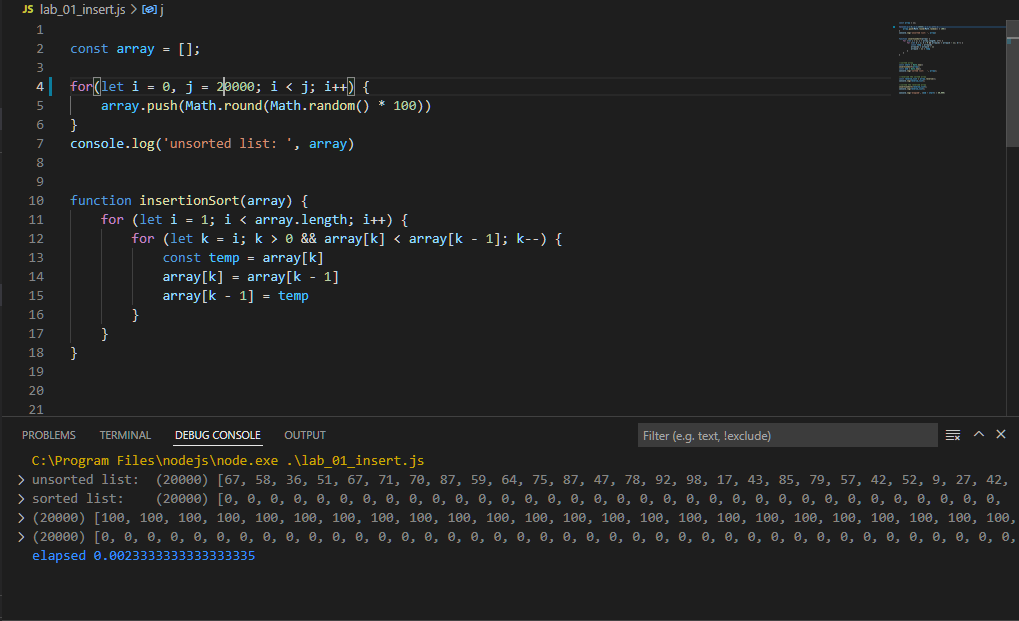 JS lab_01_insert.js > j
1
2 const array = [];
3
4 for(let i = 0, j = 20000; i < j; i++) {
5 array.push(Math.round(Math.random() * 100))
6 }
7 console.log('unsorted list: ', array)
8
9
10 function insertionSort(array) {
11 for (let i = 1; i < array.length; i++) {
12 for (let k = i; k > 0 && array[k] < array[k - 1]; k--) {
13 const temp = array[k]
14 array[k] = array[k - 1]
15 array[k - 1] = temp
16 }
17 }
18 }
19
20
21
PROBLEMS TERMINAL DEBUG CONSOLE OUTPUT Filter (e.g. text, !exclude)
C:\Program Files\nodejs\node.exe .\lab_01_insert.js
> unsorted list: (20000) [67, 58, 36, 51, 67, 71, 70, 87, 59, 64, 75, 87, 47, 78, 92, 98, 17, 43, 85, 79, 57, 42, 52, 9, 27, 42,
> sorted list: (20000) [0, 0, 0, 0, 0, 0, 0, 0, 0, 0, 0, 0, 0, 0, 0, 0, 0, 0, 0, 0, 0, 0, 0, 0, 0, 0, 0, 0, 0, 0, 0, 0, 0, 0,
> (20000) [100, 100, 100, 100, 100, 100, 100, 100, 100, 100, 100, 100, 100, 100, 100, 100, 100, 100, 100, 100, 100, 100, 100, 100,
> (20000) [0, 0, 0, 0, 0, 0, 0, 0, 0, 0, 0, 0, 0, 0, 0, 0, 0, 0, 0, 0, 0, 0, 0, 0, 0, 0, 0, 0, 0, 0, 0, 0, 0, 0, 0, 0, 0, 0, 0, 0,
elapsed 0.0023333333333333335